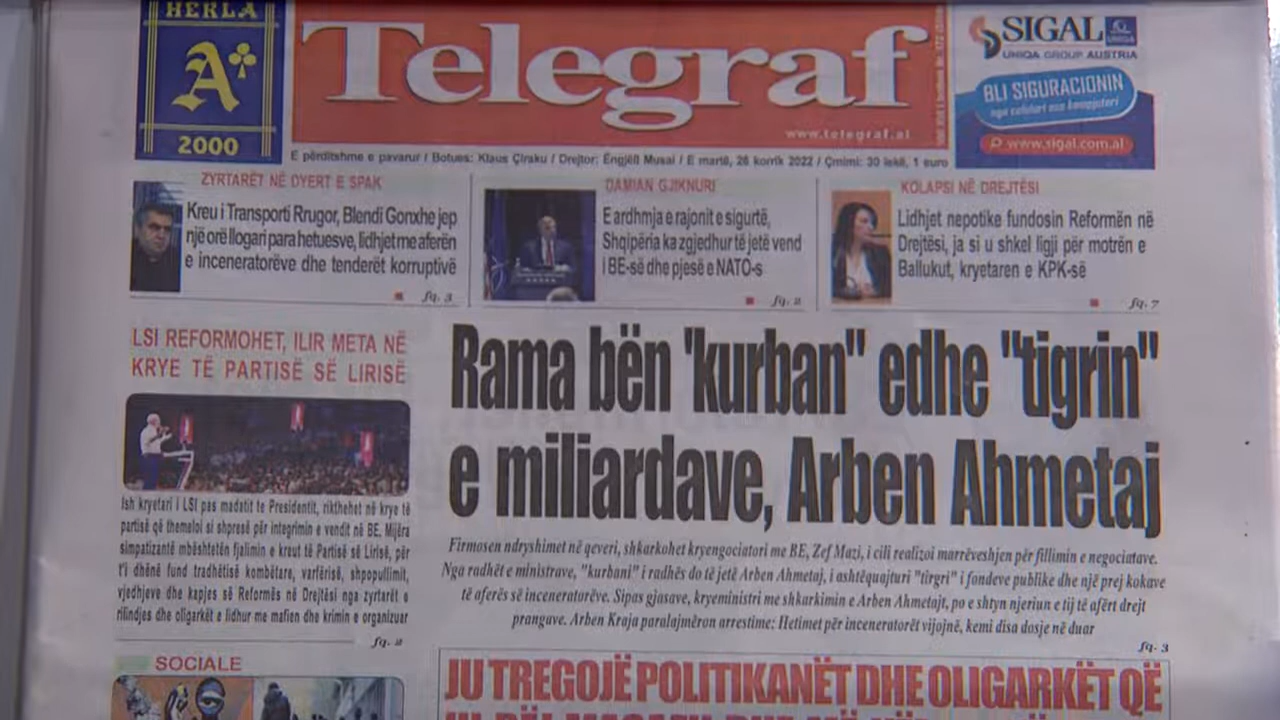 HERLA
A
2000
Telegraf
www.telegraf.al
SIGAL
UNIQA
UNIQA GROUP AUSTRIA
BLI SIGURACIONIN
nga celulari ose kompjuteri
www.sigal.com.al
E përditshme e pavarur / Botues: Klaus Çiraku / Drejtor: Engjëll Musai / E martë, 26 korrik 2022 / Çmimi: 30 lekë, 1 euro
ZYRTARËT NË DYERT E SPAK
Kreu i Transporti Rrugor, Blendi Gonxhe jep
një orë llogari para hetuesve, lidhjet me aferën
e inceneratorëve dhe tenderët korruptivë
fq. 3
DAMIAN GJIKNURI
E ardhmja e rajonit e sigurtë,
Shqipëria ka zgjedhur të jetë vend
i BE-së dhe pjesë e NATO-s
fq. 2
KOLAPSI NË DREJTËSI
Lidhjet nepotike fundosin Reformën në
Drejtësi, ja si u shkel ligji për motrën e
Ballukut, kryetaren e KPK-së
fq. 7
LSI REFORMOHET, ILIR META NË
KRYE TË PARTISË SË LIRISË
Ish kryetari i LSI pas madatit te Presidentit, rikthehet në krye të
partisë që themeloi si shpresë për integrimin e vendit në BE. Mijëra
simpatizantë mbështetën fjalimin e kreut të Partisë së Lirisë, për
t'i dhënë fund tradhëtisë kombëtare, varfërisë, shpopullimit,
vjedhjeve dhe kapjes së Reformës në Drejtësi nga zyrtarët e
rilindjes dhe oligarkët e lidhur me mafien dhe krimin e organizuar
fq. 2
SOCIALE
Rama bën "kurban" edhe "tigrin"
e miliardave, Arben Ahmetaj
Firmosen ndryshimet në qeveri, shkarkohet kryengociatori me BE, Zef Mazi, i cili realizoi marrëveshjen për fillimin e negociatave.
Nga radhët e ministrave, "kurbani" i radhës do të jetë Arben Ahmetaj, i ashtëquajturi "tirgri" i fondeve publike dhe një prej kokave
të aferës së inceneratorëve. Sipas gjasave, kryeministri me shkarkimin e Arben Ahmetajt, po e shtyn njeriun e tij të afërt drejt
prangave. Arben Kraja paralajmëron arrestime: Hetimet për inceneratorët vijojnë, kemi disa dosje në duar
fq. 3
JU TREGOJË POLITIKANËT DHE OLIGARKËT QË